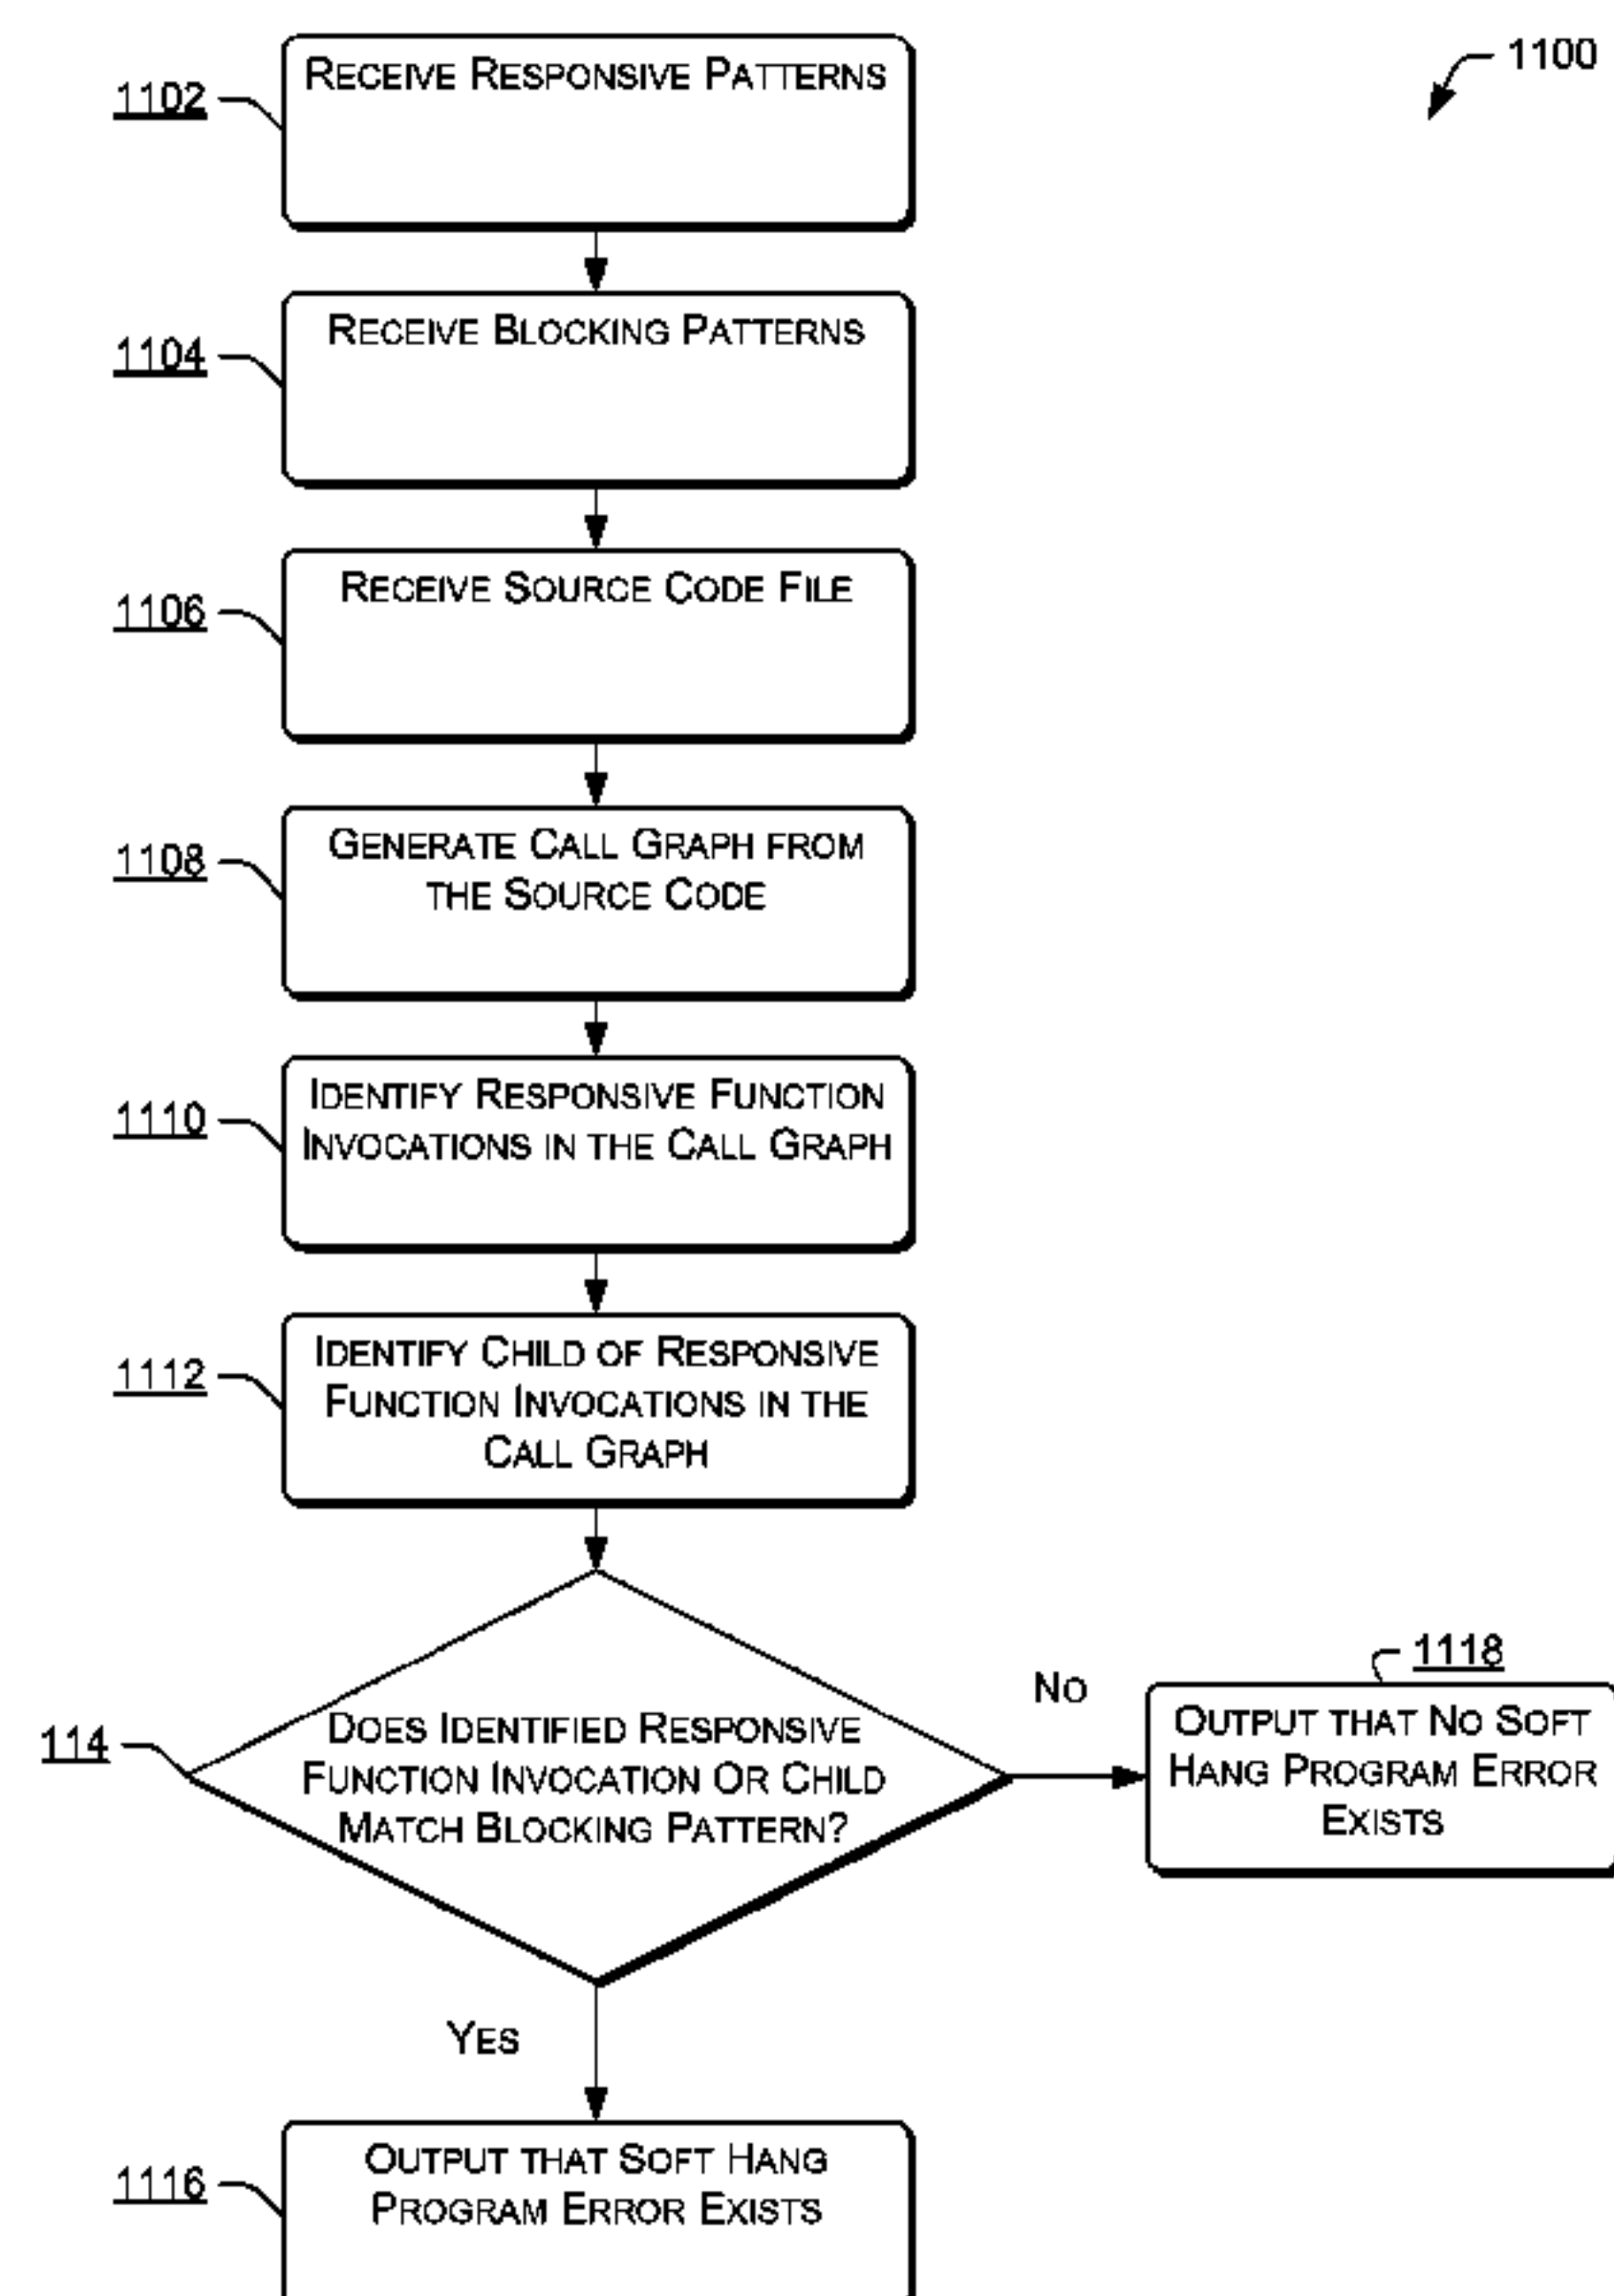 1100
1102
RECEIVE RESPONSIVE PATTERNS
1104
RECEIVE BLOCKING PATTERNS
1106
RECEIVE SOURCE CODE FILE
1108
GENERATE CALL GRAPH FROM
THE SOURCE CODE
1110
IDENTIFY RESPONSIVE FUNCTION
INVOCATIONS IN THE CALL GRAPH
1112
IDENTIFY CHILD OF RESPONSIVE
FUNCTION INVOCATIONS IN THE
CALL GRAPH
114
DOES IDENTIFIED RESPONSIVE
FUNCTION INVOCATION OR CHILD
MATCH BLOCKING PATTERN?
NO
1118
OUTPUT THAT NO SOFT
HANG PROGRAM ERROR
EXISTS
YES
1116
OUTPUT THAT SOFT HANG
PROGRAM ERROR EXISTS